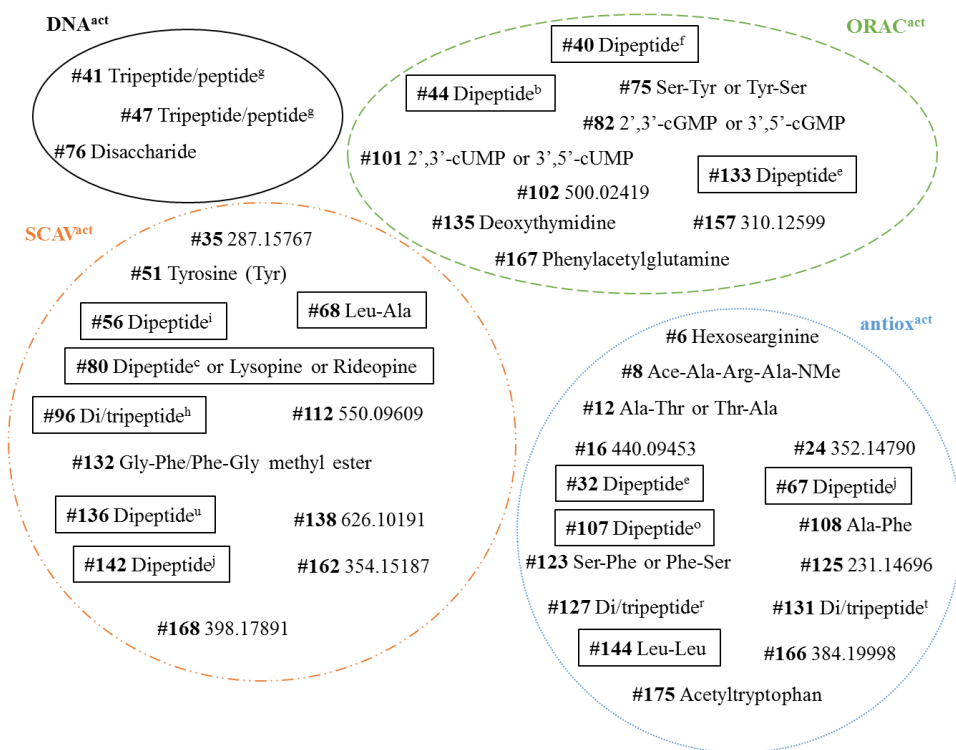 DNAact
#41 Tripeptide/peptideg
#47 Tripeptide/peptideg
#76 Disaccharide
ORACact
#40 Dipeptidef
#44 Dipeptideb
#75 Ser-Tyr or Tyr-Ser
#82 2’,3’-cGMP or 3’,5’-cGMP
#101 2’,3’-cUMP or 3’,5’-cUMP
#133 Dipeptidee
#102 500.02419
#135 Deoxythymidine
#157 310.12599
#167 Phenylacetylglutamine
SCAVact
#35 287.15767
#51 Tyrosine (Tyr)
#56 Dipeptidei
#68 Leu-Ala
#80 Dipeptidec or Lysopine or Rideopine
#96 Di/tripeptideh
#112 550.09609
#132 Gly-Phe/Phe-Gly methyl ester
#136 Dipeptideu
#138 626.10191
#142 Dipeptidej
#162 354.15187
#168 398.17891
antioxact
#6 Hexosearginine
#8 Ace-Ala-Arg-Ala-NMe
#12 Ala-Thr or Thr-Ala
#16 440.09453
#24 352.14790
#32 Dipeptidee
#67 Dipeptidej
#107 Dipeptideo
#108 Ala-Phe
#123 Ser-Phe or Phe-Ser
#125 231.14696
#127 Di/tripeptider
#131 Di/tripeptidet
#144 Leu-Leu
#166 384.19998
#175 Acetyltryptophan